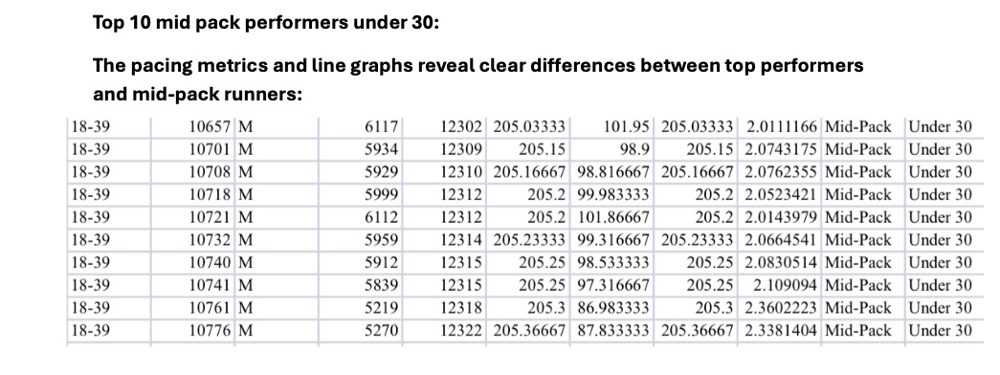 Top 10 mid pack performers under 30:
The pacing metrics and line graphs reveal clear differences between top performers
and mid-pack runners:
18-39 10657 M 6117 12302 205.03333 101.95 205.03333 2.0111166 Mid-Pack Under 30
18-39 10701 M 5934 12309 205.15 98.9 205.15 2.0743175 Mid-Pack Under 30
18-39 10708 M 5929 12310 205.16667 98.816667 205.16667 2.0762355 Mid-Pack Under 30
18-39 10718 M 5999 12312 205.2 99.983333 205.2 2.0523421 Mid-Pack Under 30
18-39 10721 M 6112 12312 205.2 101.86667 205.2 2.0143979 Mid-Pack Under 30
18-39 10732 M 5959 12314 205.23333 99.316667 205.23333 2.0664541 Mid-Pack Under 30
18-39 10740 M 5912 12315 205.25 98.533333 205.25 2.0830514 Mid-Pack Under 30
18-39 10741 M 5839 12315 205.25 97.316667 205.25 2.109094 Mid-Pack Under 30
18-39 10761 M 5219 12318 205.3 86.983333 205.3 2.3602223 Mid-Pack Under 30
18-39 10776 M 5270 12322 205.36667 87.833333 205.36667 2.3381404 Mid-Pack Under 30